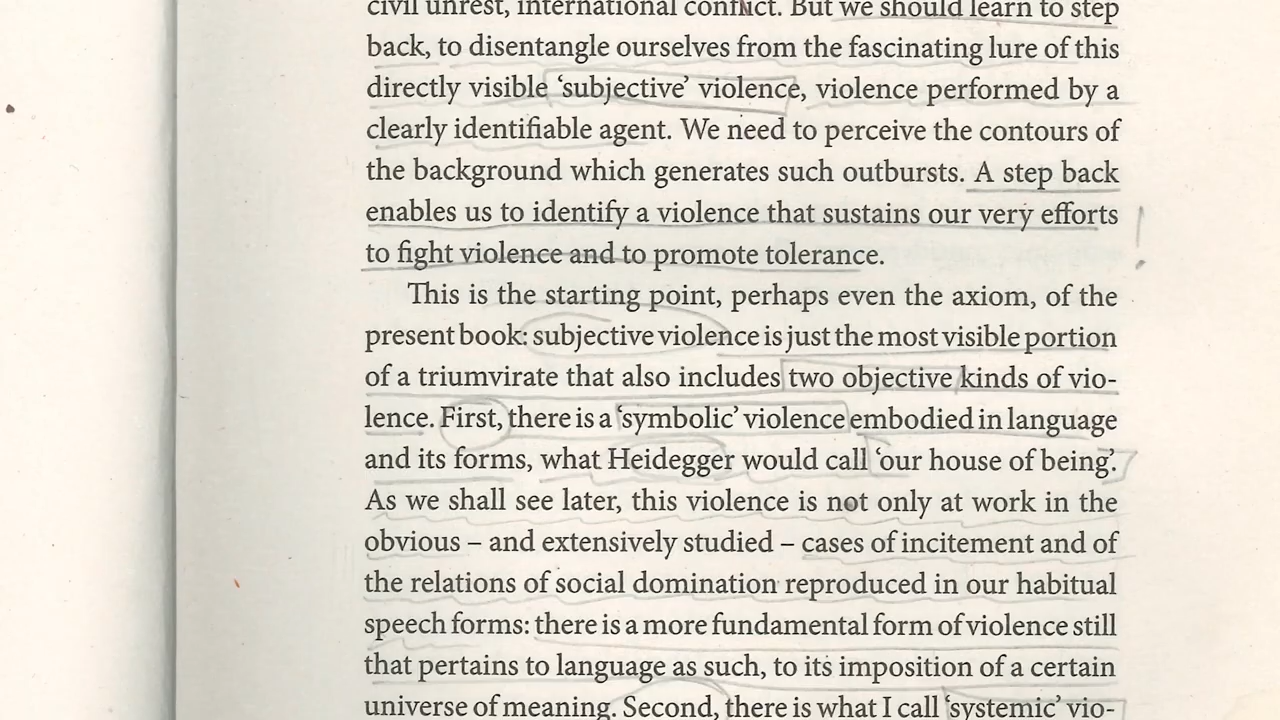 civil unrest, international conflict. But we should learn to step
back, to disentangle ourselves from the fascinating lure of this
directly visible ‘subjective’ violence, violence performed by a
clearly identifiable agent. We need to perceive the contours of
the background which generates such outbursts. A step back
enables us to identify a violence that sustains our very efforts
to fight violence and to promote tolerance.
This is the starting point, perhaps even the axiom, of the
present book: subjective violence is just the most visible portion
of a triumvirate that also includes two objective kinds of vio-
lence. First, there is a ‘symbolic’ violence embodied in language
and its forms, what Heidegger would call ‘our house of being’.
As we shall see later, this violence is not only at work in the
obvious – and extensively studied – cases of incitement and of
the relations of social domination reproduced in our habitual
speech forms: there is a more fundamental form of violence still
that pertains to language as such, to its imposition of a certain
universe of meaning. Second, there is what I call ‘systemic’ vio-